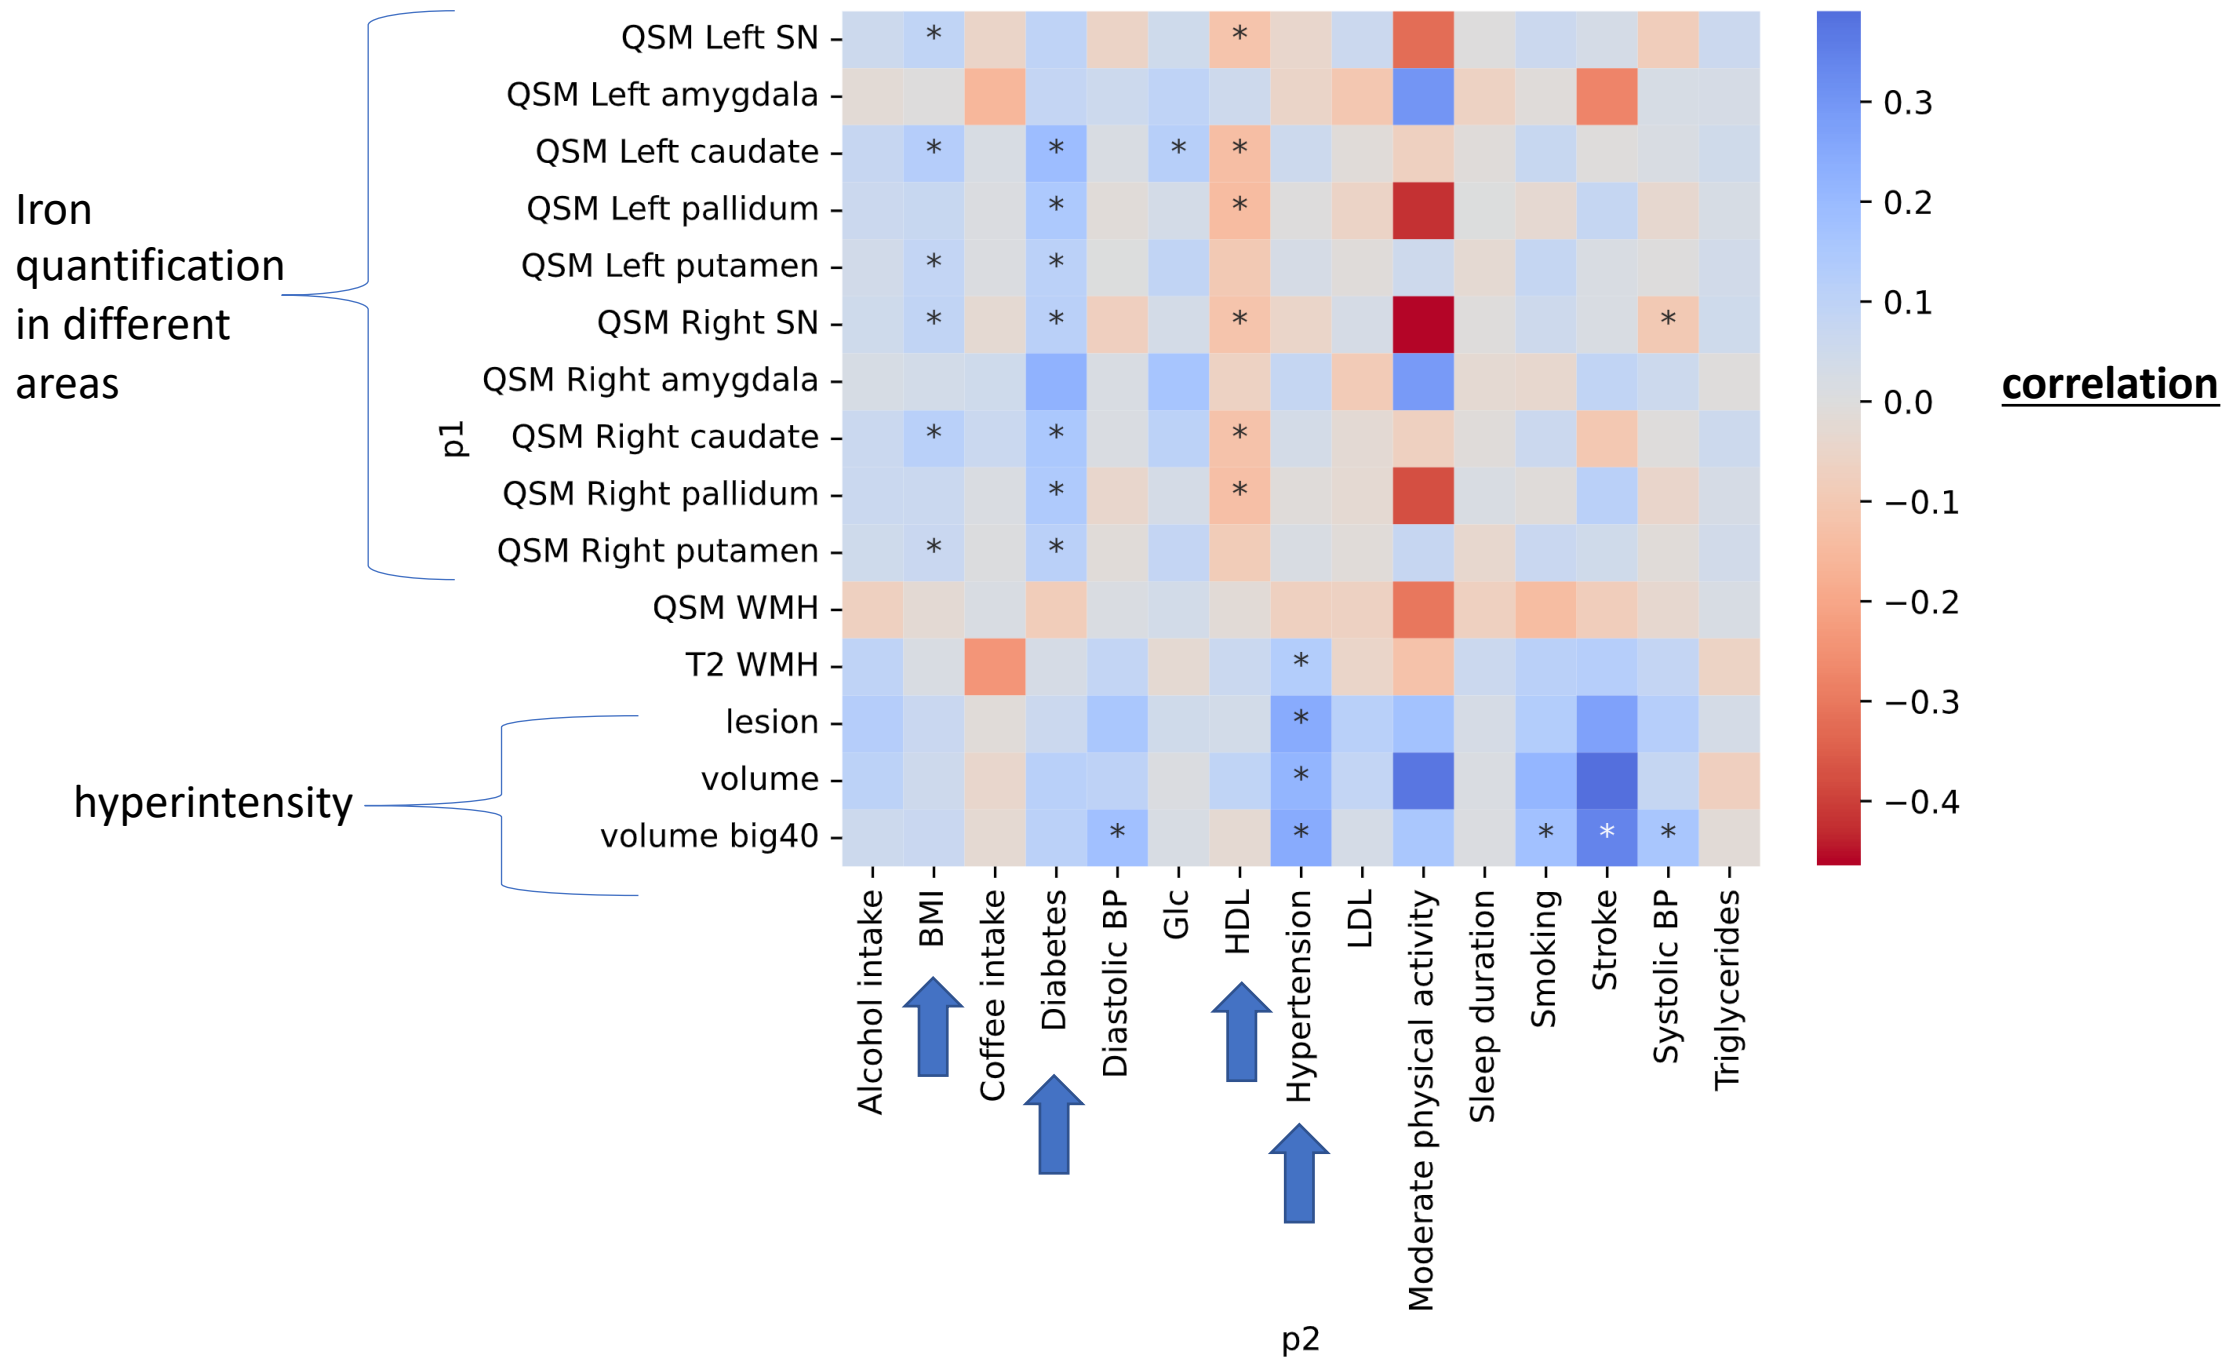 Iron
quantification
in different
areas
hyperintensity
p1
QSM Left SN
QSM Left amygdala
QSM Left caudate
QSM Left pallidum
QSM Left putamen
QSM Right SN
QSM Right amygdala
QSM Right caudate
QSM Right pallidum
QSM Right putamen
QSM WMH
T2 WMH
lesion
volume
volume big40
* *
* * * *
* *
* *
* * * *
* * *
* *
* *
*
*
*
* * * * *
Alcohol intake
BMI
Coffee intake
Diabetes
Diastolic BP
Glc
HDL
Hypertension
LDL
Moderate physical activity
Sleep duration
Smoking
Stroke
Systolic BP
Triglycerides
p2
0.3
0.2
0.1
0.0
−0.1
−0.2
−0.3
−0.4
correlation